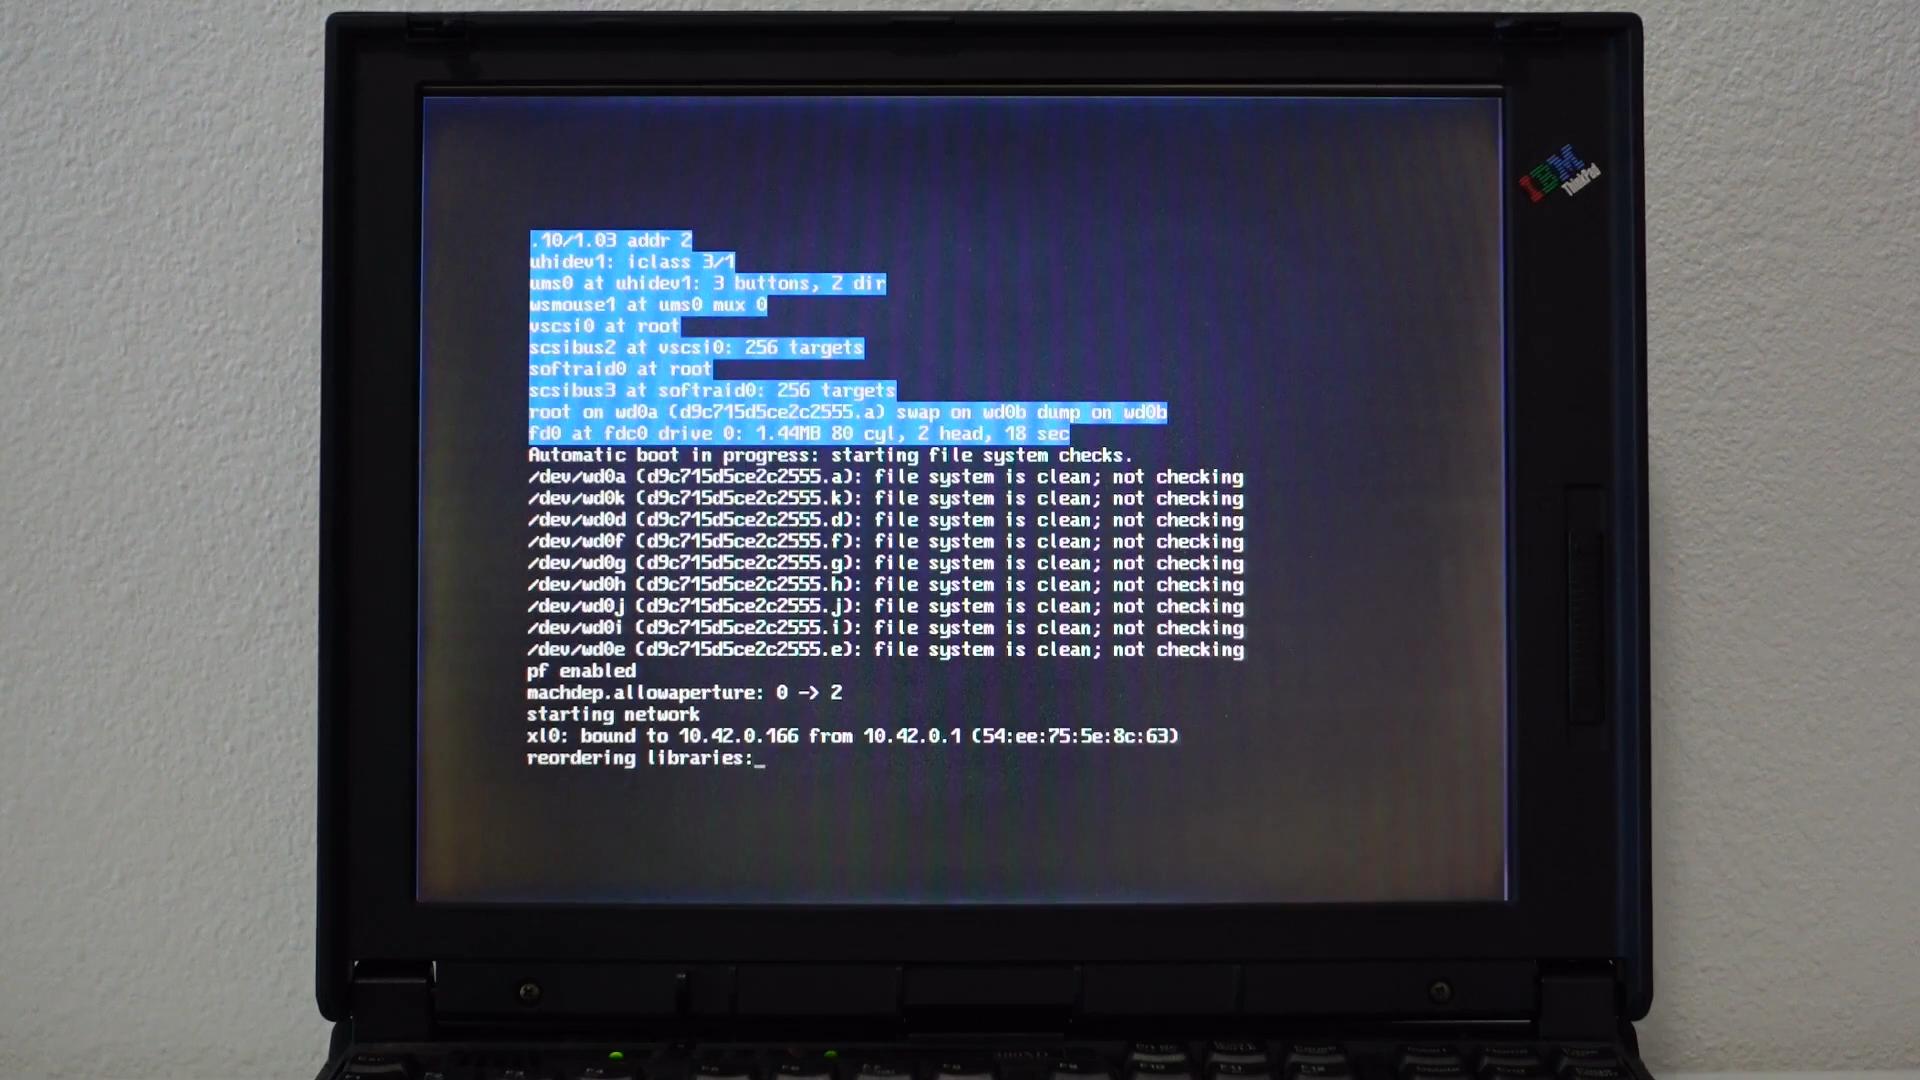 .10/1.03 addr 2
uhidev1: iclass 3/1
ums0 at uhidev1: 3 buttons, Z dir
wsmouse1 at ums0 mux 0
vscsi0 at root
scsibus2 at vscsi0: 256 targets
softraid0 at root
scsibus3 at softraid0: 256 targets
root on wd0a (d9c715d5ce2c2555.a) swap on wd0b dump on wd0b
fd0 at fdc0 drive 0: 1.44MB 80 cyl, 2 head, 18 sec
Automatic boot in progress: starting file system checks.
/dev/wd0a (d9c715d5ce2c2555.a): file system is clean; not checking
/dev/wd0k (d9c715d5ce2c2555.k): file system is clean; not checking
/dev/wd0d (d9c715d5ce2c2555.d): file system is clean; not checking
/dev/wd0f (d9c715d5ce2c2555.f): file system is clean; not checking
/dev/wd0g (d9c715d5ce2c2555.g): file system is clean; not checking
/dev/wd0h (d9c715d5ce2c2555.h): file system is clean; not checking
/dev/wd0j (d9c715d5ce2c2555.j): file system is clean; not checking
/dev/wd0i (d9c715d5ce2c2555.i): file system is clean; not checking
/dev/wd0e (d9c715d5ce2c2555.e): file system is clean; not checking
pf enabled
machdep.allowaperture: 0 -> 2
starting network
xl0: bound to 10.42.0.166 from 10.42.0.1 (54:ee:75:5e:8c:63)
reordering libraries:_
IBM
ThinkPad